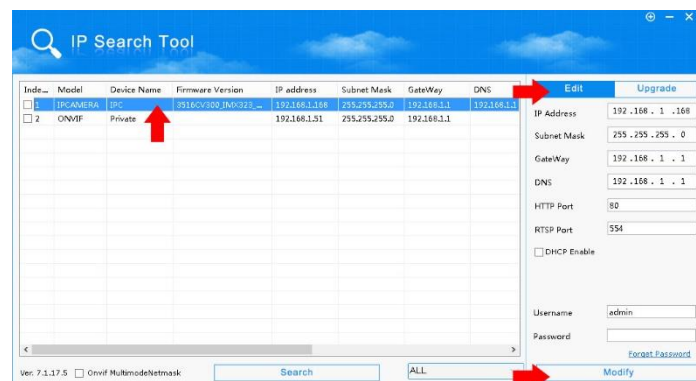 IP Search Tool
Inde... Model Device Name Firmware Version IP address Subnet Mask GateWay DNS
1 IPCAMERA IPC 3516CV300_IMX323_... 192.168.1.168 255.255.255.0 192.168.1.1 192.168.1.1
2 ONVIF Private 192.168.1.51 255.255.255.0 192.168.1.1
Edit Upgrade
IP Address 192 .168 . 1 .168
Subnet Mask 255 .255 .255 . 0
GateWay 192 .168 . 1 . 1
DNS 192 .168 . 1 . 1
HTTP Port 80
RTSP Port 554
DHCP Enable
Username admin
Password
Forget Password
Ver. 7.1.17.5 Onvif MultimodeNetmask Search ALL Modify